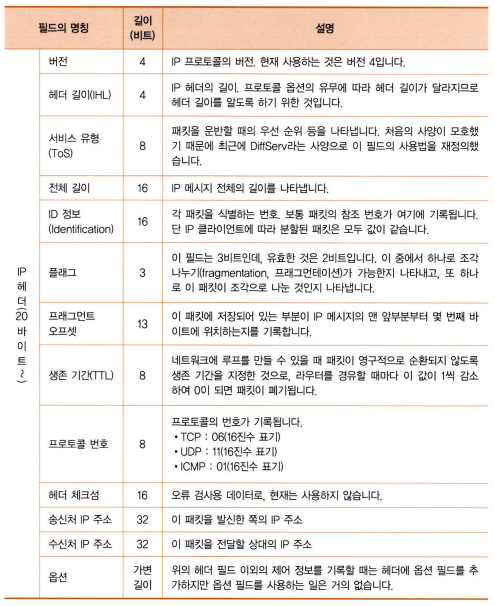 필드의 명칭
길이
(비트)
설명
IP 헤더(20바이트~)
버전
4
IP 프로토콜의 버전. 현재 사용하는 것은 버전 4입니다.
헤더 길이(IHL)
4
IP 헤더의 길이. 프로토콜 옵션의 유무에 따라 헤더 길이가 달라지므로
헤더 길이를 알도록 하기 위한 것입니다.
서비스 유형
(ToS)
8
패킷을 운반할 때의 우선 순위 등을 나타냅니다. 처음의 사양이 모호했
기 때문에 최근에 DiffServ라는 사양으로 이 필드의 사용법을 재정의했
습니다.
전체 길이
16
IP 메시지 전체의 길이를 나타냅니다.
ID 정보
(Identification)
16
각 패킷을 식별하는 번호. 보통 패킷의 참조 번호가 여기에 기록됩니다.
단 IP 클라이언트에 따라 분할된 패킷은 모두 값이 같습니다.
플래그
3
이 필드는 3비트인데, 유효한 것은 2비트입니다. 이 중에서 하나로 조각
나누기(fragmentation, 프래그먼테이션)가 가능한지 나타내고, 또 하나
로 이 패킷이 조각으로 나눈 것인지 나타냅니다.
프래그먼트
오프셋
13
이 패킷에 저장되어 있는 부분이 IP 메시지의 맨 앞부분부터 몇 번째 바
이트에 위치하는지를 기록합니다.
생존 기간(TTL)
8
네트워크에 루프를 만들 수 있을 때 패킷이 영구적으로 순환되지 않도록
생존 기간을 지정한 것으로, 라우터를 경유할 때마다 이 값이 1씩 감소
하여 0이 되면 패킷이 폐기됩니다.
프로토콜 번호
8
프로토콜의 번호가 기록됩니다.
• TCP : 06(16진수 표기)
• UDP : 11(16진수 표기)
• ICMP : 01(16진수 표기)
헤더 체크섬
16
오류 검사용 데이터로, 현재는 사용하지 않습니다.
송신처 IP 주소
32
이 패킷을 발신한 쪽의 IP 주소
수신처 IP 주소
32
이 패킷을 전달할 상대의 IP 주소
옵션
가변
길이
위의 헤더 필드 이외의 제어 정보를 기록할 때는 헤더에 옵션 필드를 추
가하지만 옵션 필드를 사용하는 일은 거의 없습니다.